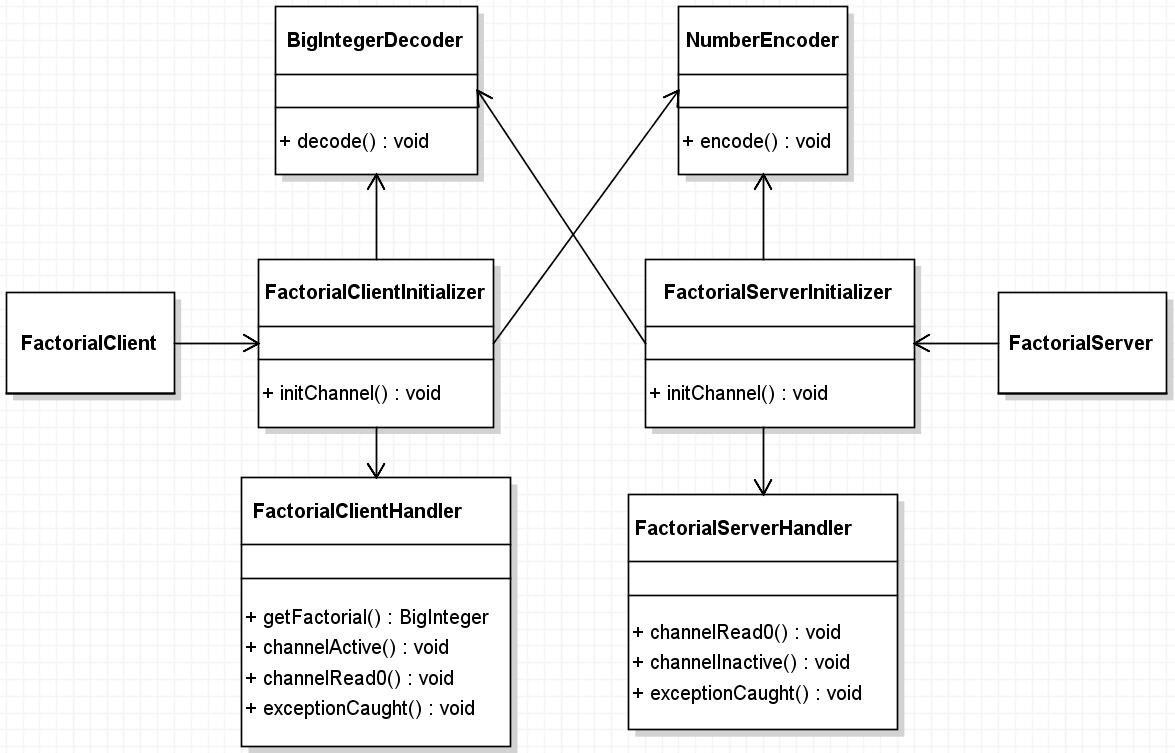 BigIntegerDecoder
+ decode() : void
NumberEncoder
+ encode() : void
FactorialClient
FactorialClientInitializer
+ initChannel() : void
FactorialServerInitializer
+ initChannel() : void
FactorialServer
FactorialClientHandler
+ getFactorial() : BigInteger
+ channelActive() : void
+ channelRead0() : void
+ exceptionCaught() : void
FactorialServerHandler
+ channelRead0() : void
+ channelInactive() : void
+ exceptionCaught() : void